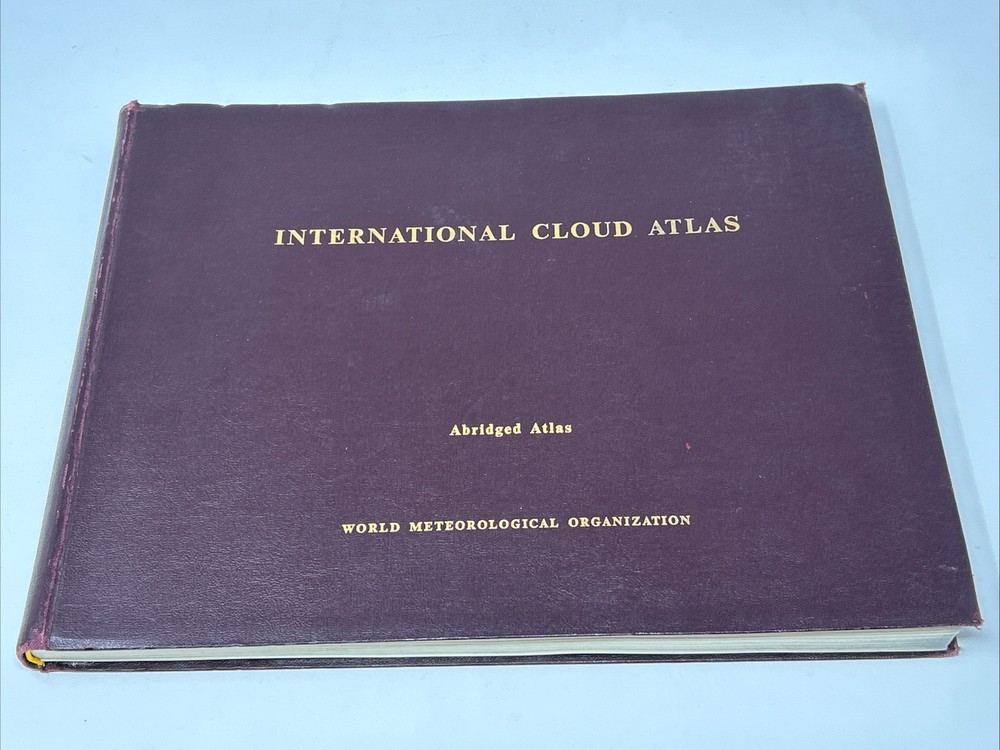 INTERNATIONAL CLOUD ATLAS
Abridged Atlas
WORLD METEOROLOGICAL ORGANIZATION